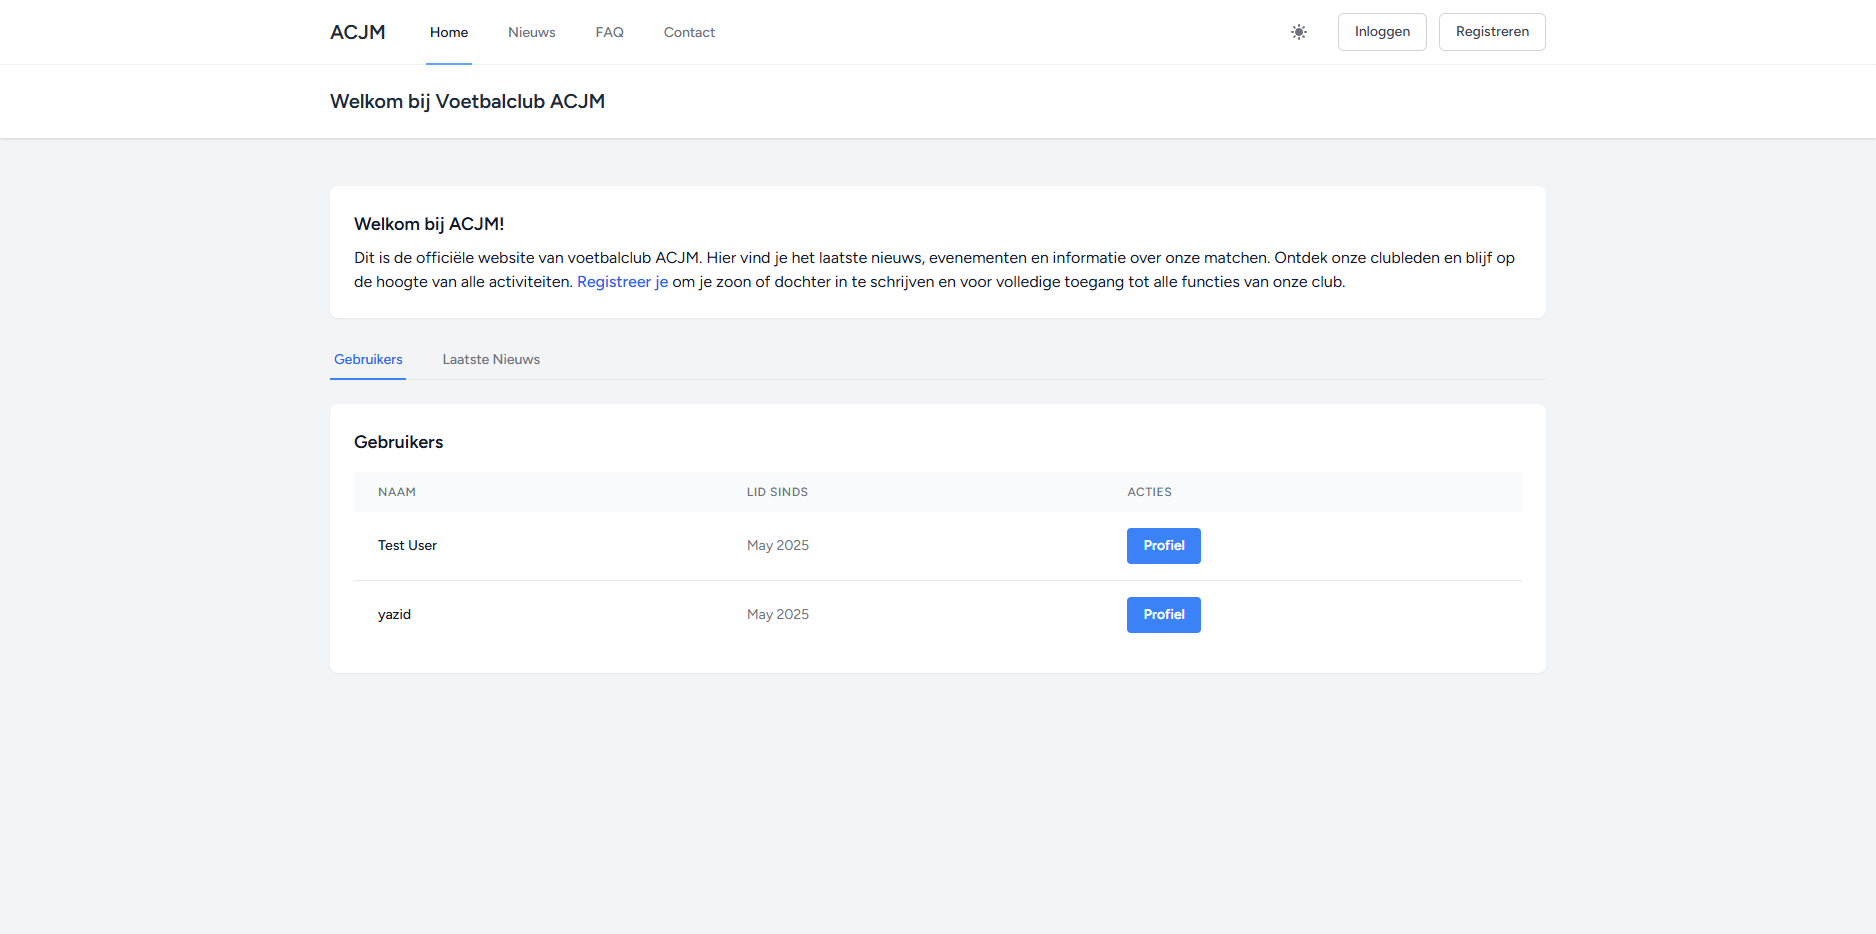 ACJM Home Nieuws FAQ Contact Inloggen Registreren
Welkom bij Voetbalclub ACJM
Welkom bij ACJM!
Dit is de officiële website van voetbalclub ACJM. Hier vind je het laatste nieuws, evenementen en informatie over onze matchen. Ontdek onze clubleden en blijf op
de hoogte van alle activiteiten. Registreer je om je zoon of dochter in te schrijven en voor volledige toegang tot alle functies van onze club.
Gebruikers Laatste Nieuws
Gebruikers
NAAM LID SINDS ACTIES
Test User May 2025 Profiel
yazid May 2025 Profiel